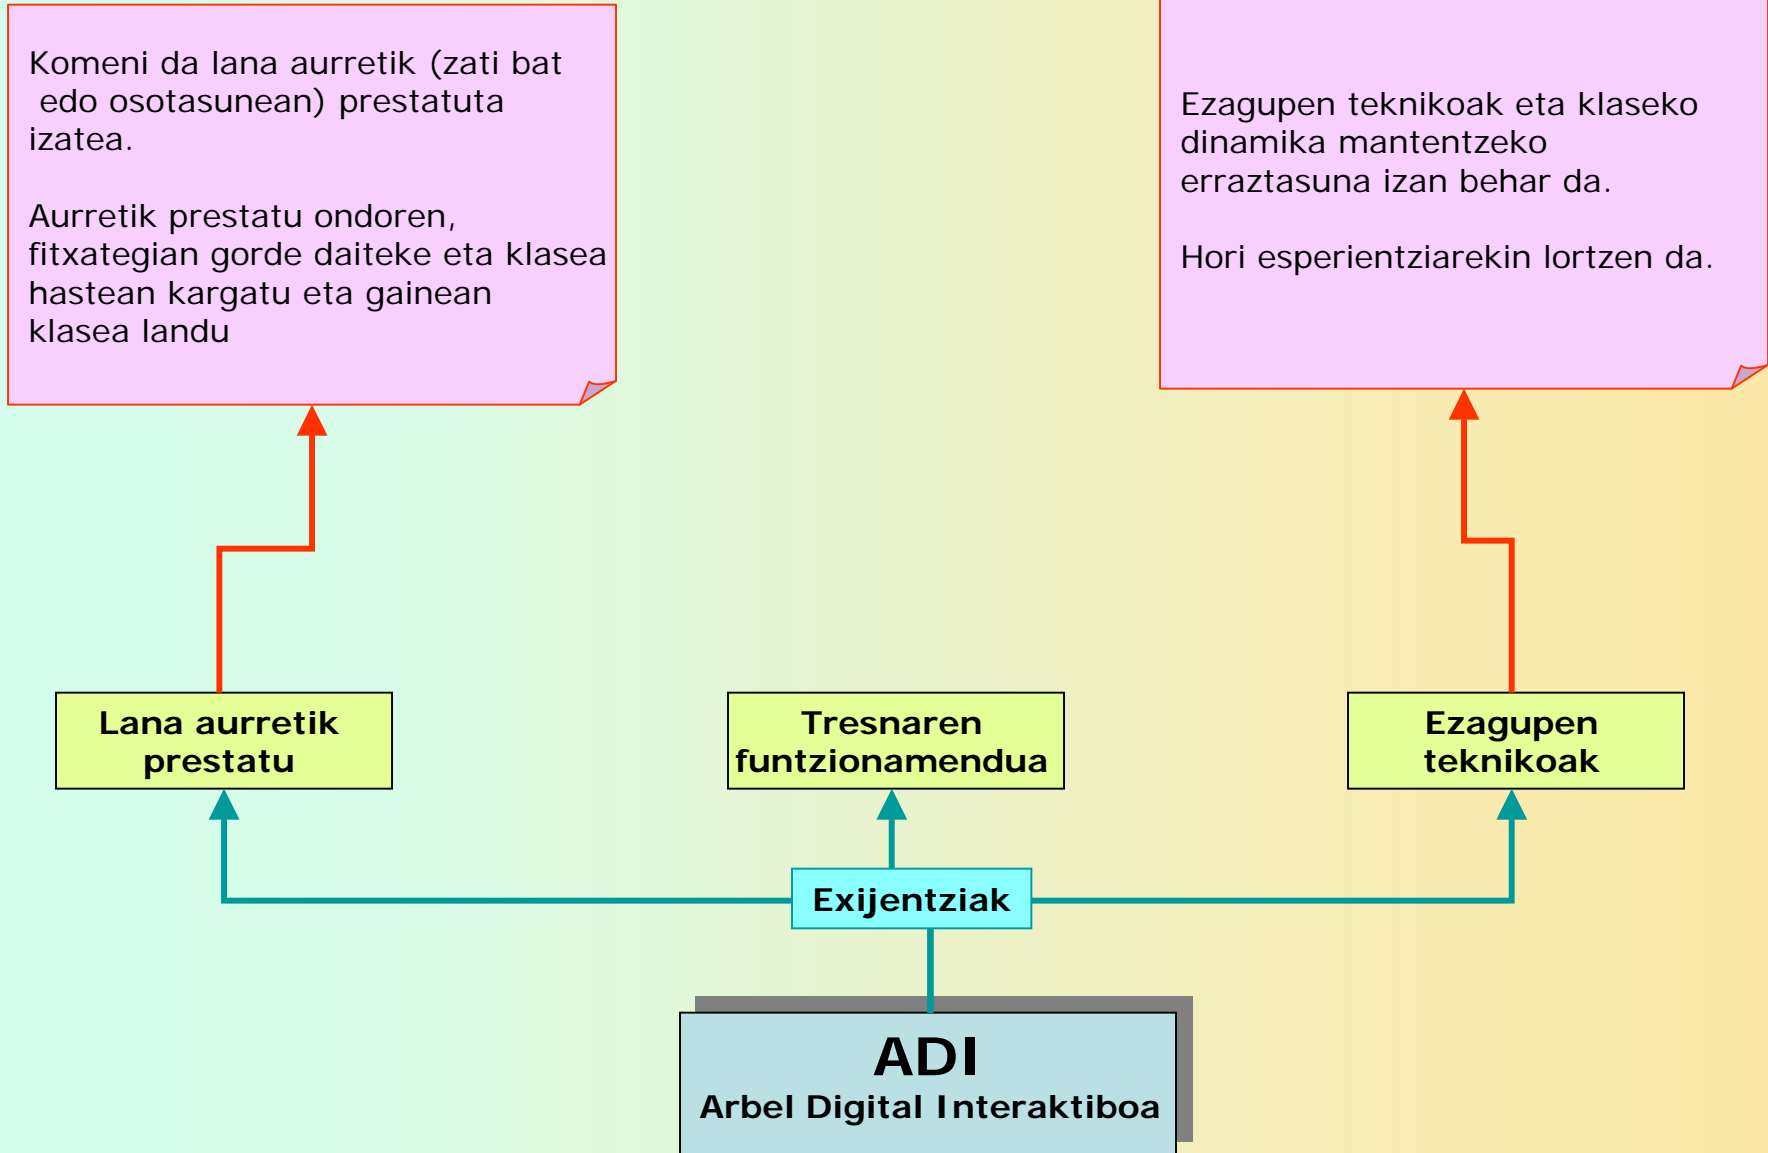 Komeni da lana aurretik (zati bat
edo osotasunean) prestatuta
izatea.
Aurretik prestatu ondoren,
fitxategian gorde daiteke eta klasea
hastean kargatu eta gainean
klasea landu
Ezagupen teknikoak eta klaseko
dinamika mantentzeko
erraztasuna izan behar da.
Hori esperientziarekin lortzen da.
Lana aurretik
prestatu
Tresnaren
funtzionamendua
Ezagupen
teknikoak
Exijentziak
ADI
Arbel Digital Interaktiboa